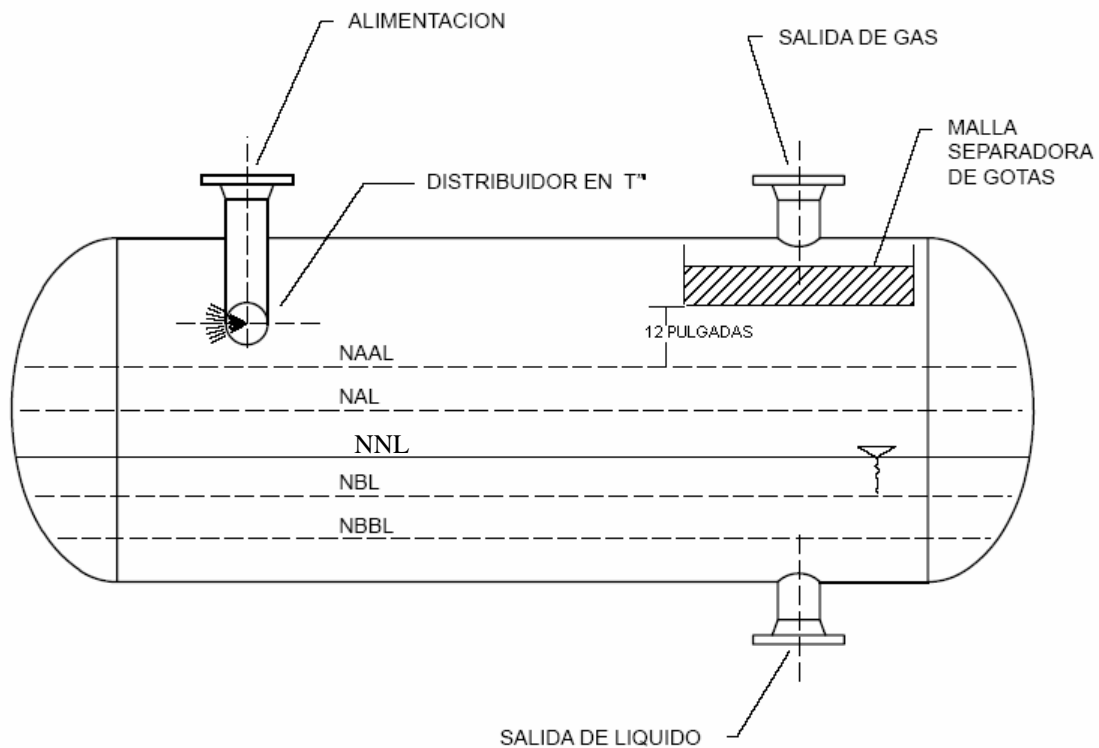 ALIMENTACION
SALIDA DE GAS
MALLA
SEPARADORA
DE GOTAS
DISTRIBUIDOR EN T"
12 PULGADAS
NAAL
NAL
NNL
NBL
NBBL
SALIDA DE LIQUIDO